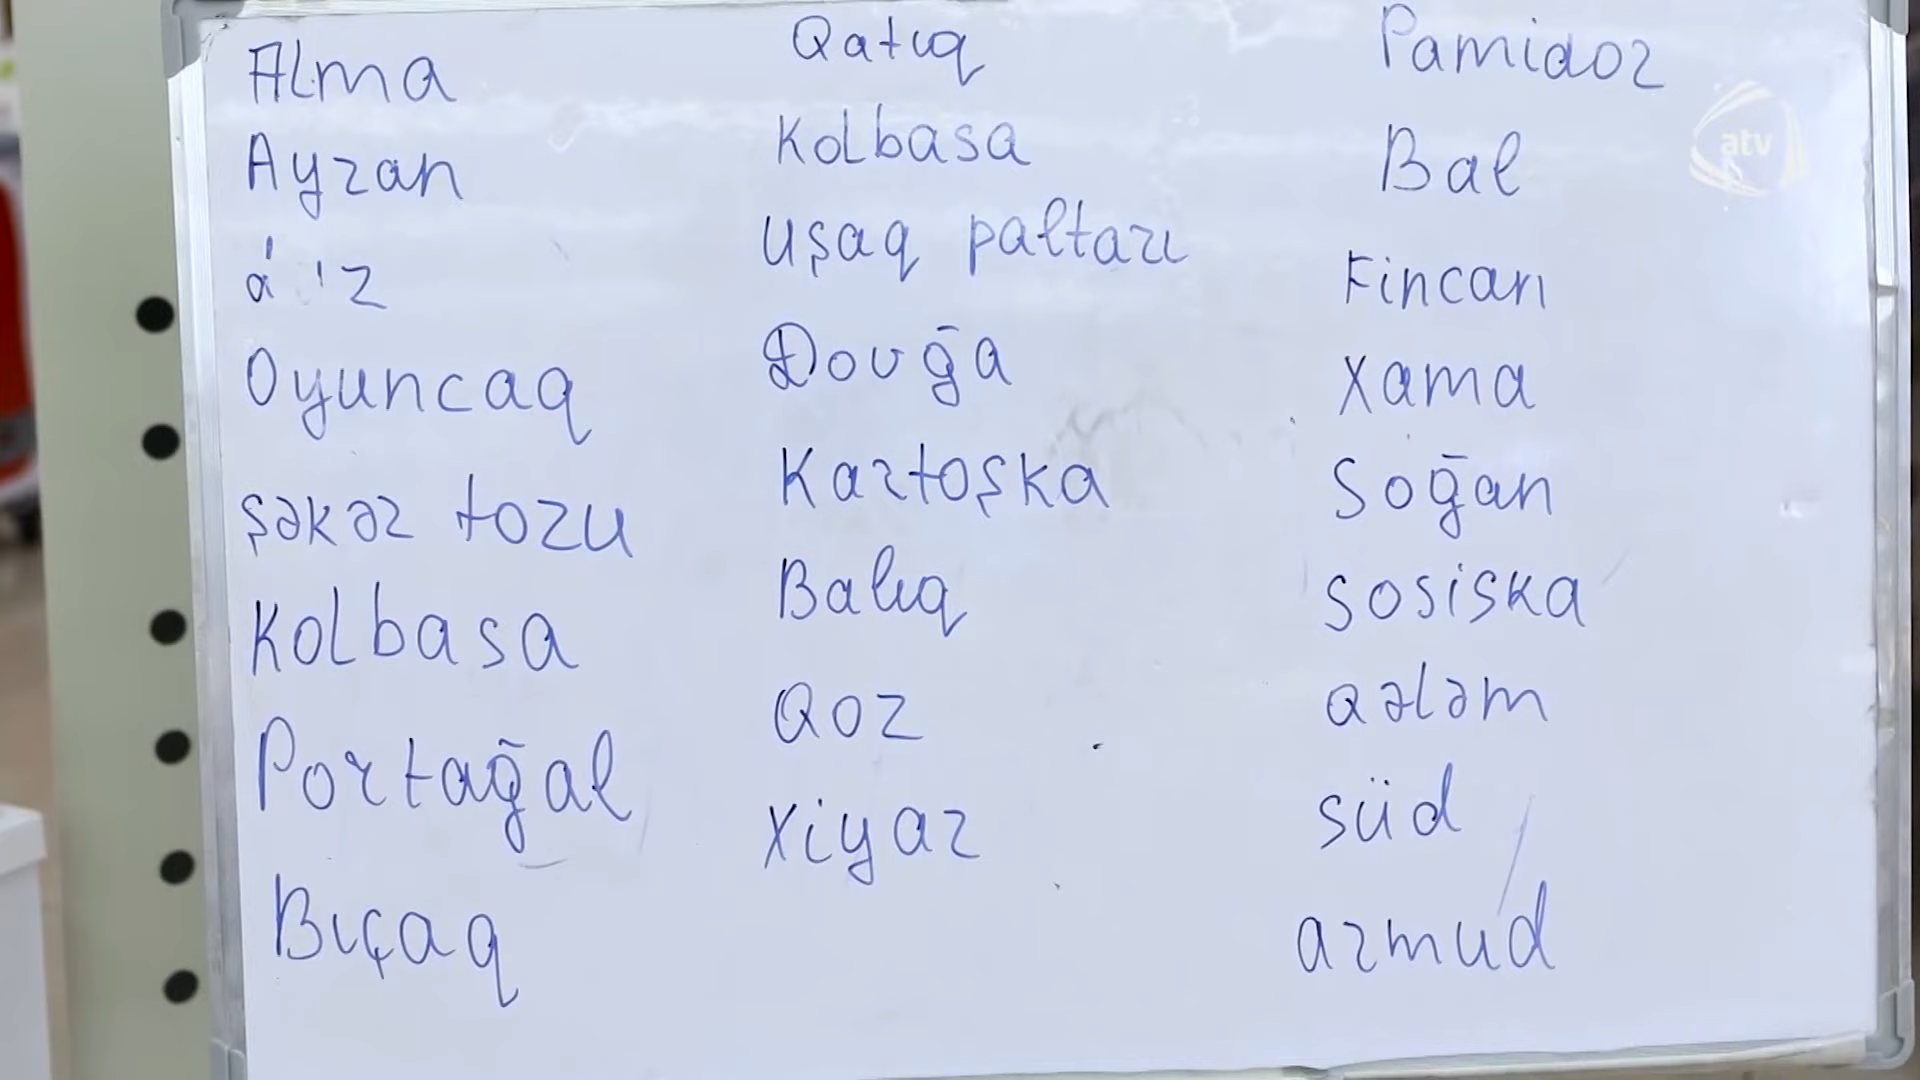 Alma
Ayran
Oyuncaq
Şəkər tozu
Kolbasa
Portağal
Bıçaq
Qatıq
Kolbasa
Uşaq paltarı
Dovğa
Kartoşka
Balıq
Qoz
Xiyar
Pamidor
Bal
Fincan
Xama
Soğan
Sosiska
qələm
süd
armud
atv